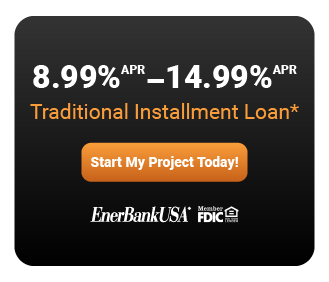 8.99% APR –14.99% APR
Traditional Installment Loan*
Start My Project Today!
EnerBankUSA® Member
FDIC